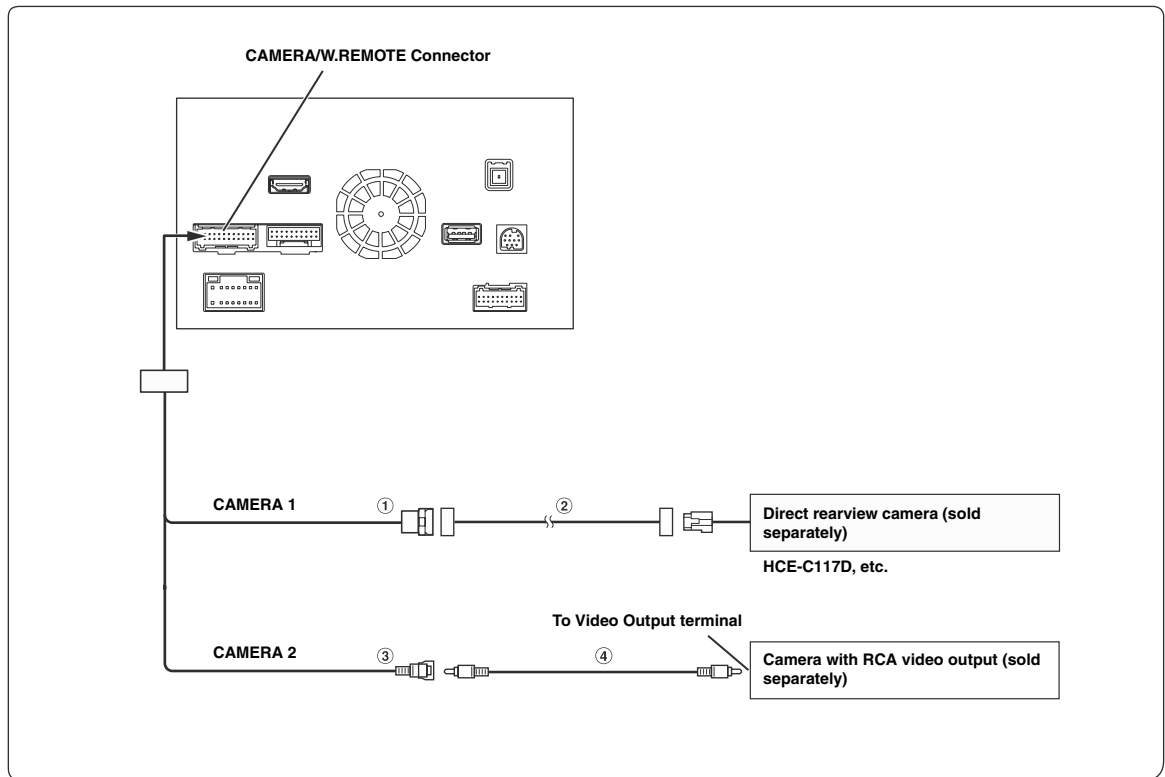 CAMERA/W.REMOTE Connector
CAMERA 1
①
②
Direct rearview camera (sold
separately)
HCE-C117D, etc.
To Video Output terminal
CAMERA 2
③
④
Camera with RCA video output (sold
separately)